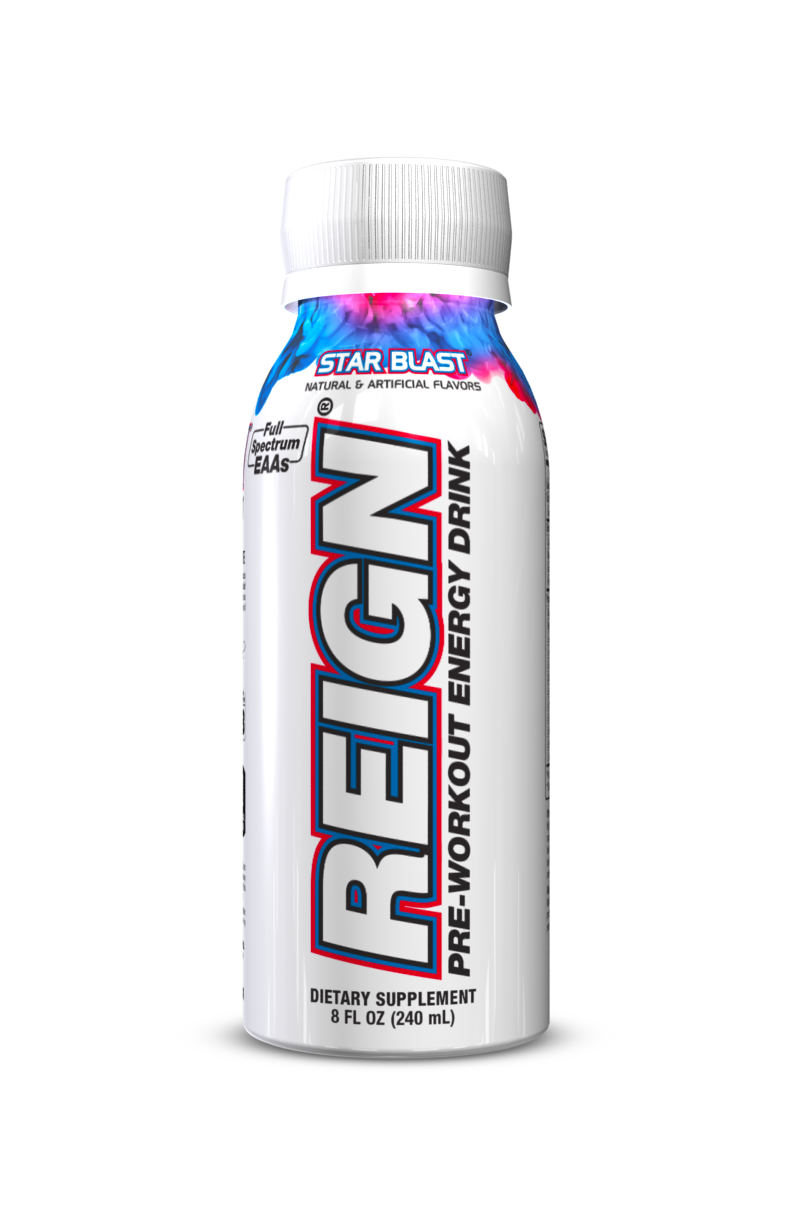 STAR BLAST
NATURAL & ARTIFICIAL FLAVORS
Full
Spectrum
EAAs
REIGN®
PRE-WORKOUT ENERGY DRINK
DIETARY SUPPLEMENT
8 FL OZ (240 mL)